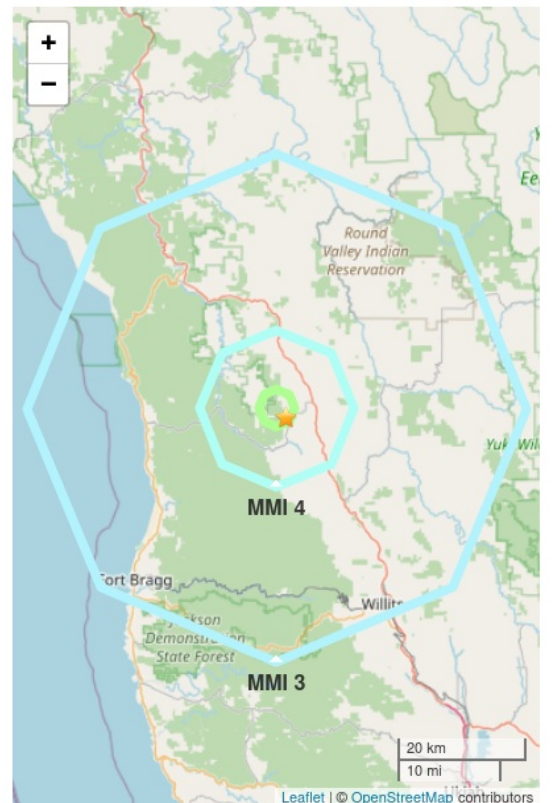 +
−
Round
Valley Indian
Reservation
MMI 4
Fort Bragg
Willits
Demonstration
State Forest
MMI 3
20 km
10 mi
Leaflet | © OpenStreetMap contributors